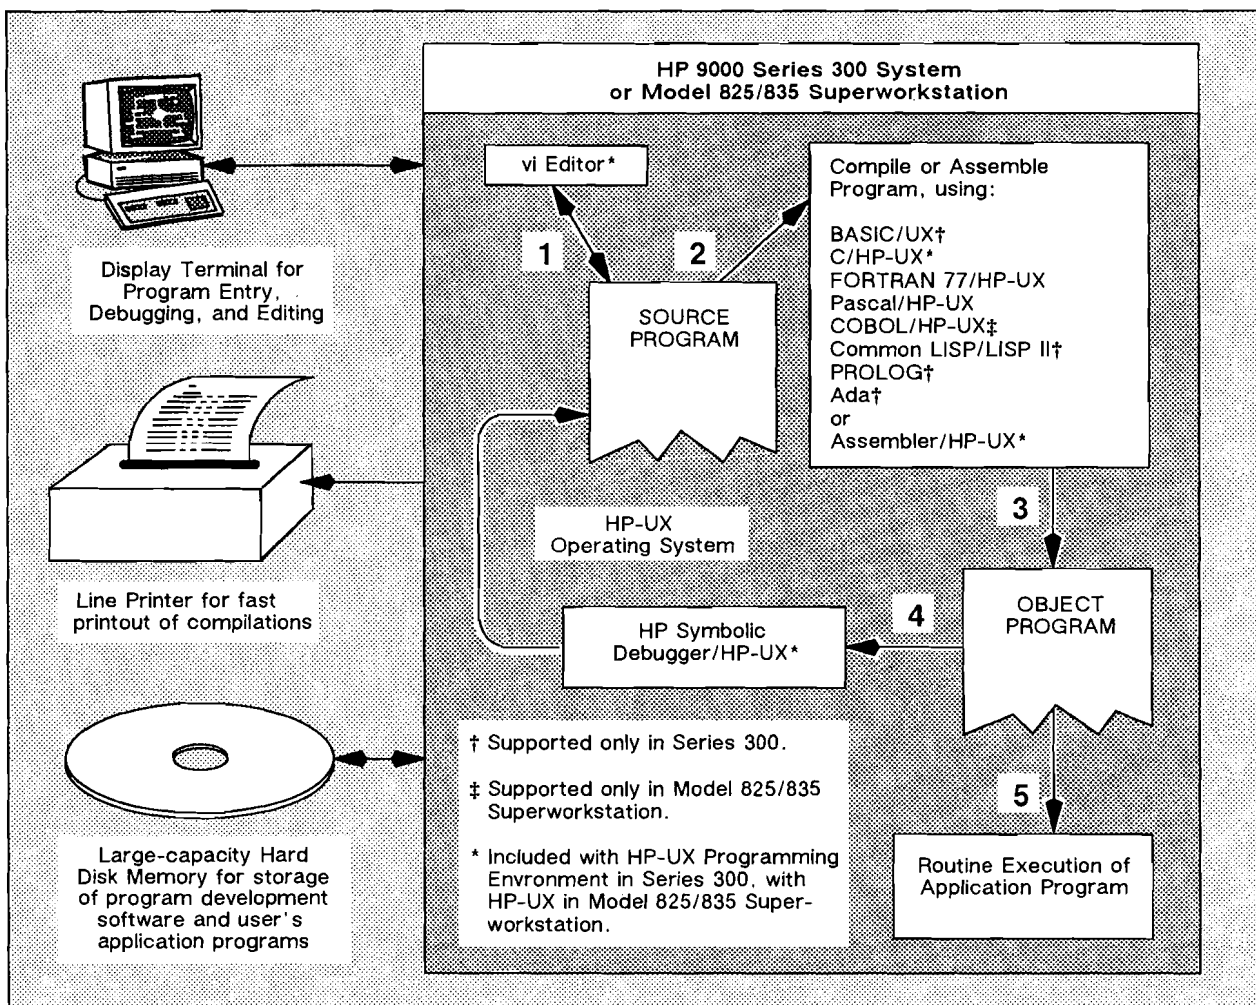 HP 9000 Series 300 System
or Model 825/835 Superworkstation
vi Editor*
Compile or Assemble
Program, using:
BASIC/UX†
C/HP-UX*
FORTRAN 77/HP-UX
Pascal/HP-UX
COBOL/HP-UX‡
Common LISP/LISP II†
PROLOG†
Ada†
or
Assembler/HP-UX*
1
2
Display Terminal for
Program Entry,
Debugging, and Editing
SOURCE
PROGRAM
3
HP-UX
Operating System
Line Printer for fast
printout of compilations
OBJECT
PROGRAM
4
HP Symbolic
Debugger/HP-UX*
† Supported only in Series 300.
‡ Supported only in Model 825/835
Superworkstation.
* Included with HP-UX Programming
Envronment in Series 300, with
HP-UX in Model 825/835 Super-
workstation.
5
Routine Execution of
Application Program
Large-capacity Hard
Disk Memory for storage
of program development
software and user's
application programs